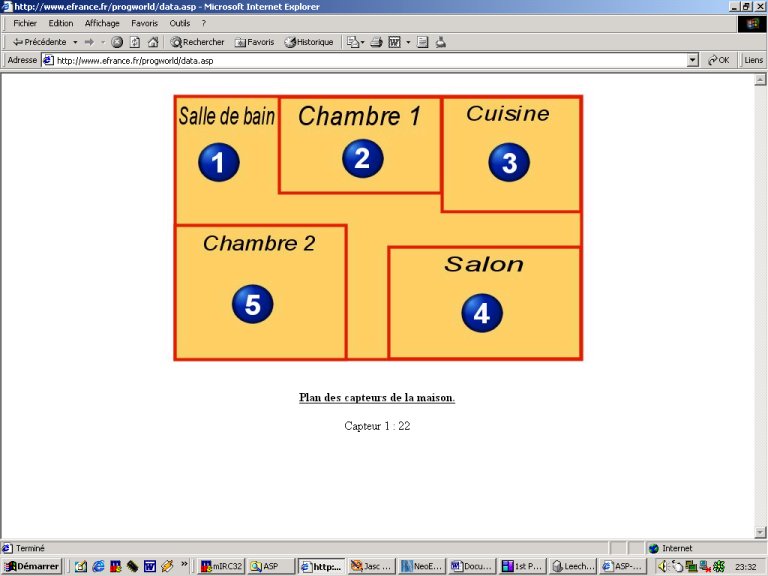 http://www.efrance.fr/progworld/data.asp - Microsoft Internet Explorer
Fichier Edition Affichage Favoris Outils ?
Précédente Rechercher Favoris Historique
Adresse http://www.efrance.fr/progworld/data.asp OK Liens
Salle de bain Chambre 1 Cuisine
1 2 3
Chambre 2 Salon
5 4
Plan des capteurs de la maison.
Capteur 1 : 22
Terminé Internet
Démarrer » mIRC32 ASP http:... Jasc ... NeoE... Docu... 1st P... Leech... ASP-... 23:32